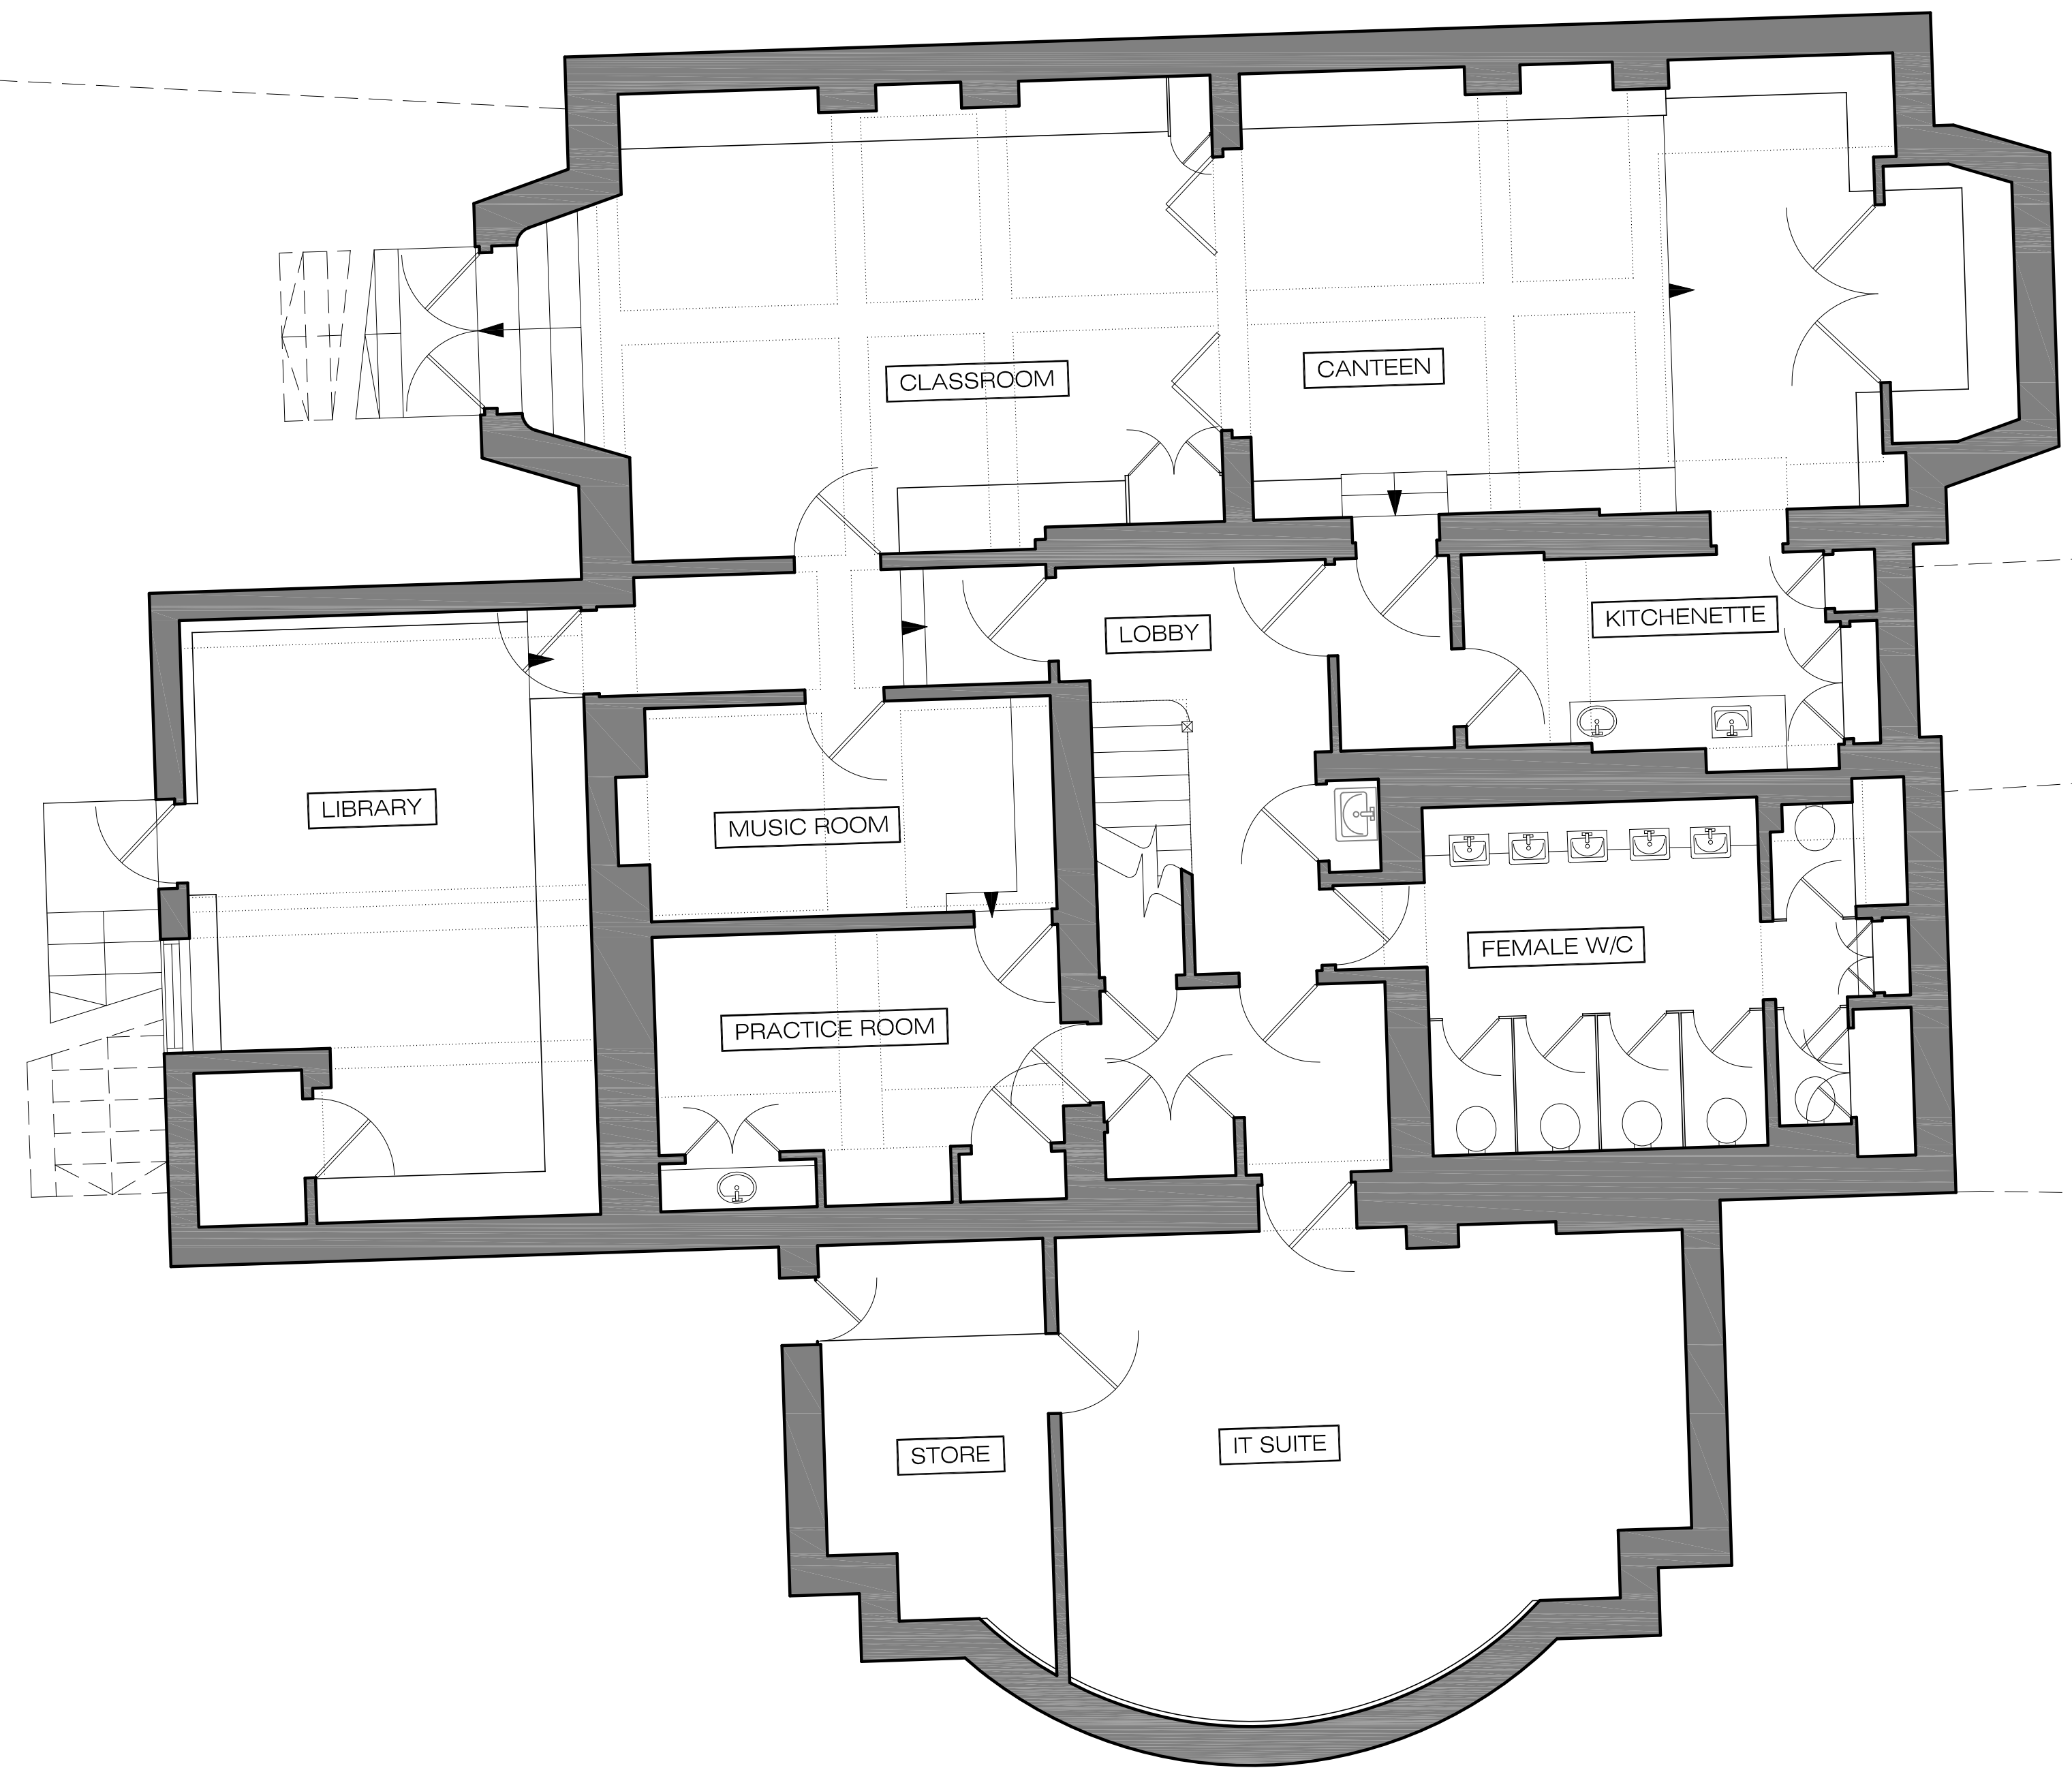 CLASSROOM
CANTEEN
LOBBY
KITCHENETTE
LIBRARY
MUSIC ROOM
FEMALE W/C
PRACTICE ROOM
STORE
IT SUITE